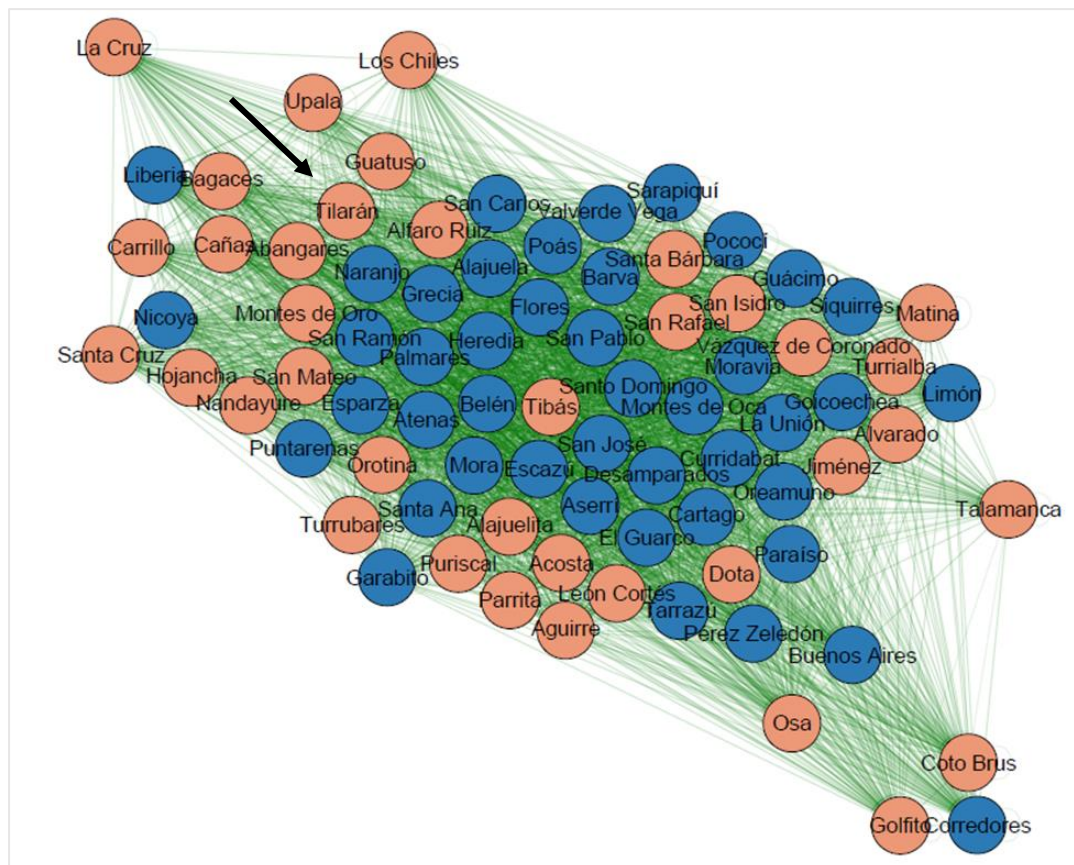 La Cruz
Los Chiles
Upala
Guatuso
Liberia
Bagaces
Tilarán
San Carlos
Valverde Vega
Sarapiquí
Carrillo
Cañas
Abangares
Alfaro Ruiz
Poás
Santa Bárbara
Pococí
Naranjo
Alajuela
Barva
Guácimo
Grecia
Flores
San Isidro
Siquirres
Matina
Nicoya
Montes de Oro
San Rafael
San Ramón
Heredia
San Pablo
Vázquez de Coronado
Santa Cruz
Palmares
Moravia
Turrialba
Hojancha
San Mateo
Santo Domingo
Limón
Nandayure
Esparza
Belén
Tibás
Montes de Oca
Goicoechea
Atenas
La Unión
Alvarado
Puntarenas
San José
Curridabat
Orotina
Mora
Escazú
Desamparados
Jiménez
Oreamuno
Santa Ana
Aserrí
Cartago
Talamanca
Turrubares
Alajuelita
El Guarco
Paraíso
Garabito
Puriscal
Acosta
Dota
Parrita
León Cortés
Tarrazú
Aguirre
Pérez Zeledón
Buenos Aires
Osa
Coto Brus
Golfito
Corredores